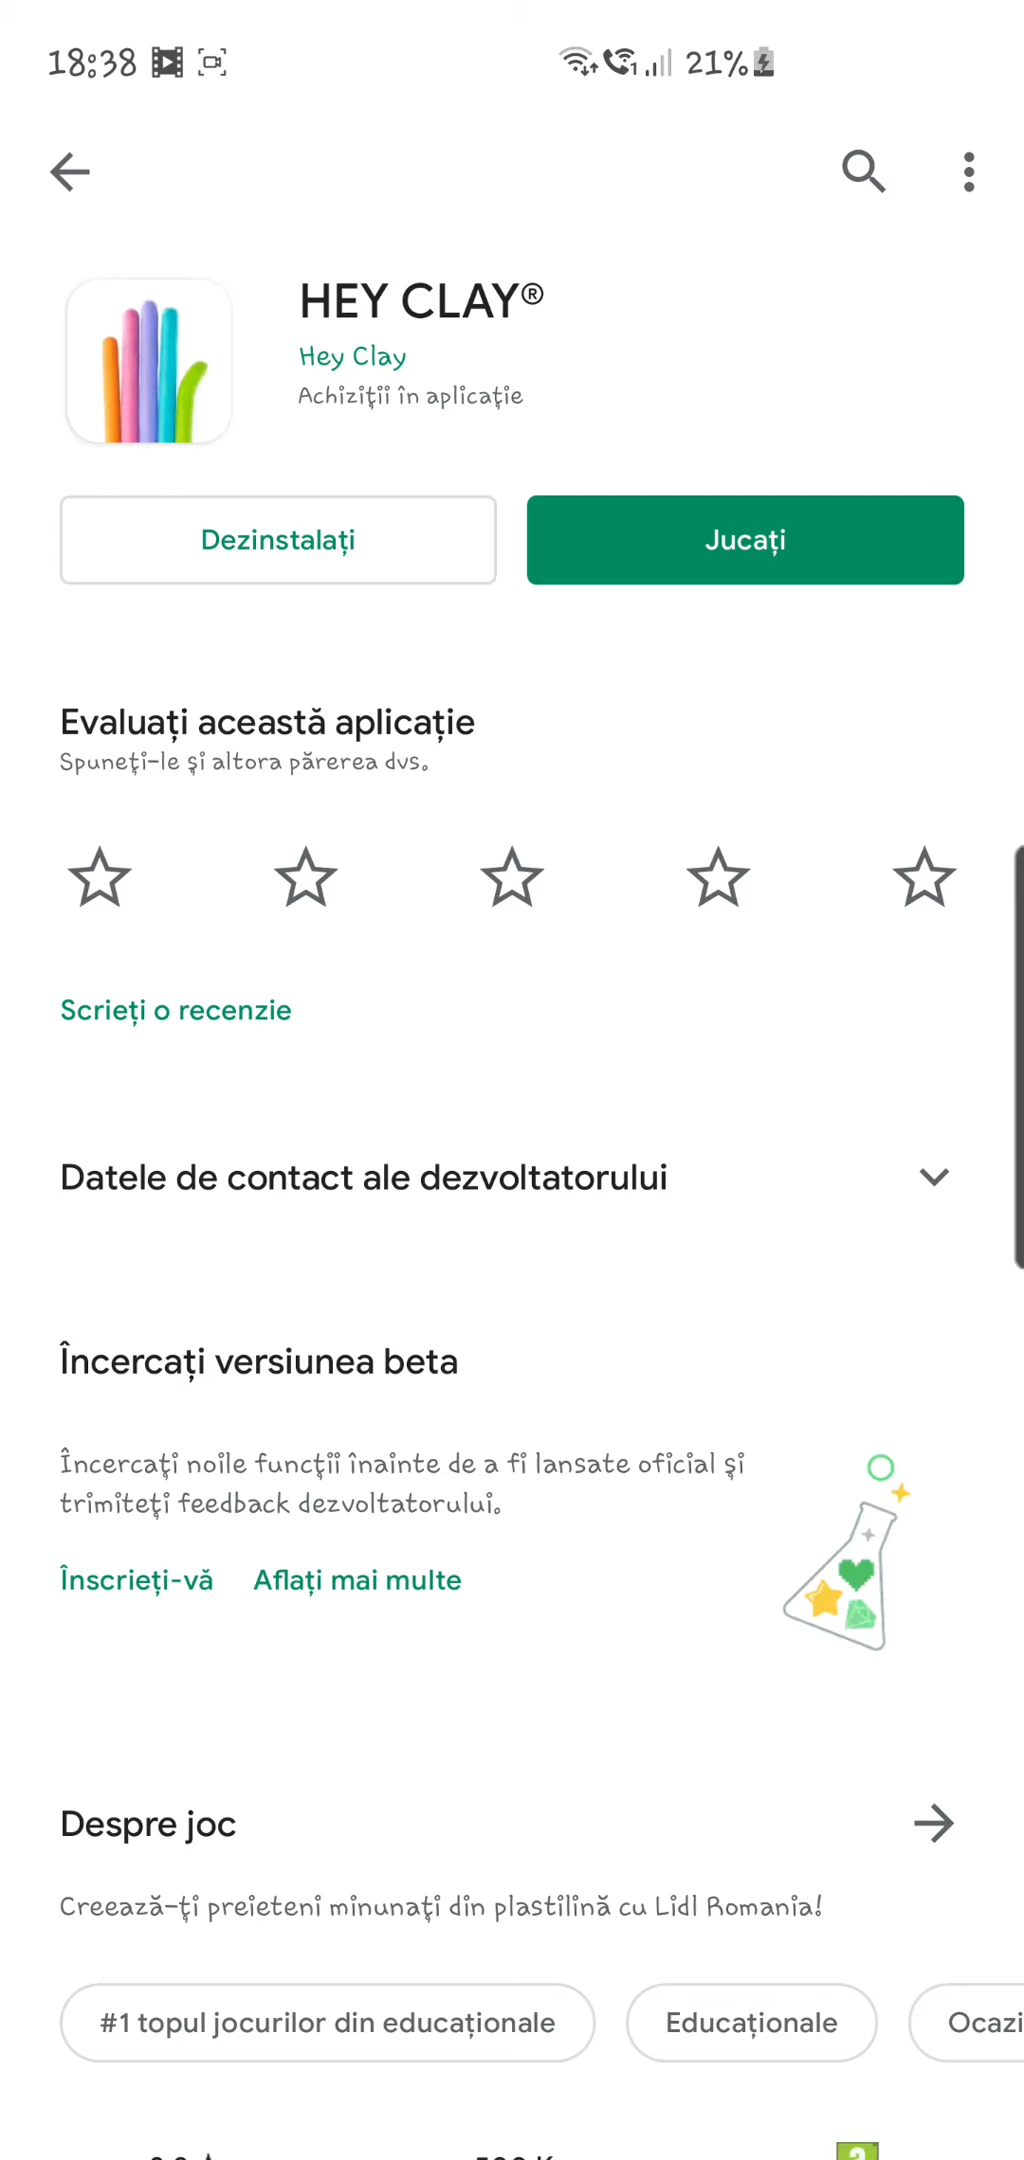 18:38
21%
HEY CLAY®
Hey Clay
Achiziții în aplicație
Dezinstalați
Jucați
Evaluați această aplicație
Spuneți-le și altora părerea dvs.
Scrieți o recenzie
Datele de contact ale dezvoltatorului
Încercați versiunea beta
Încercați noile funcții înainte de a fi lansate oficial și
trimiteți feedback dezvoltatorului.
Înscrieți-vă Aflați mai multe
Despre joc
Creează-ți preieteni minunați din plastilină cu Lidl Romania!
#1 topul jocurilor din educaționale
Educaționale
Ocazi